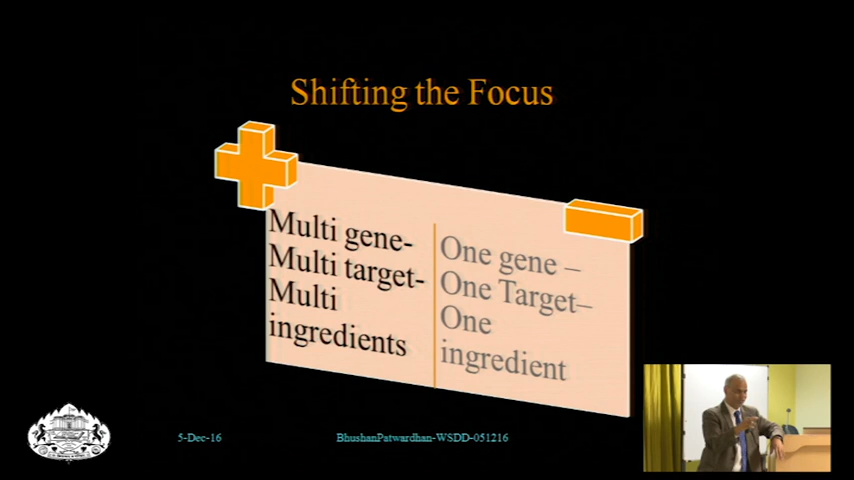 Shifting the Focus
Multi gene-
Multi target-
Multi
ingredients
One gene –
One Target–
One
ingredient
5-Dec-16
BhushanPatwardhan-WSDD-051216